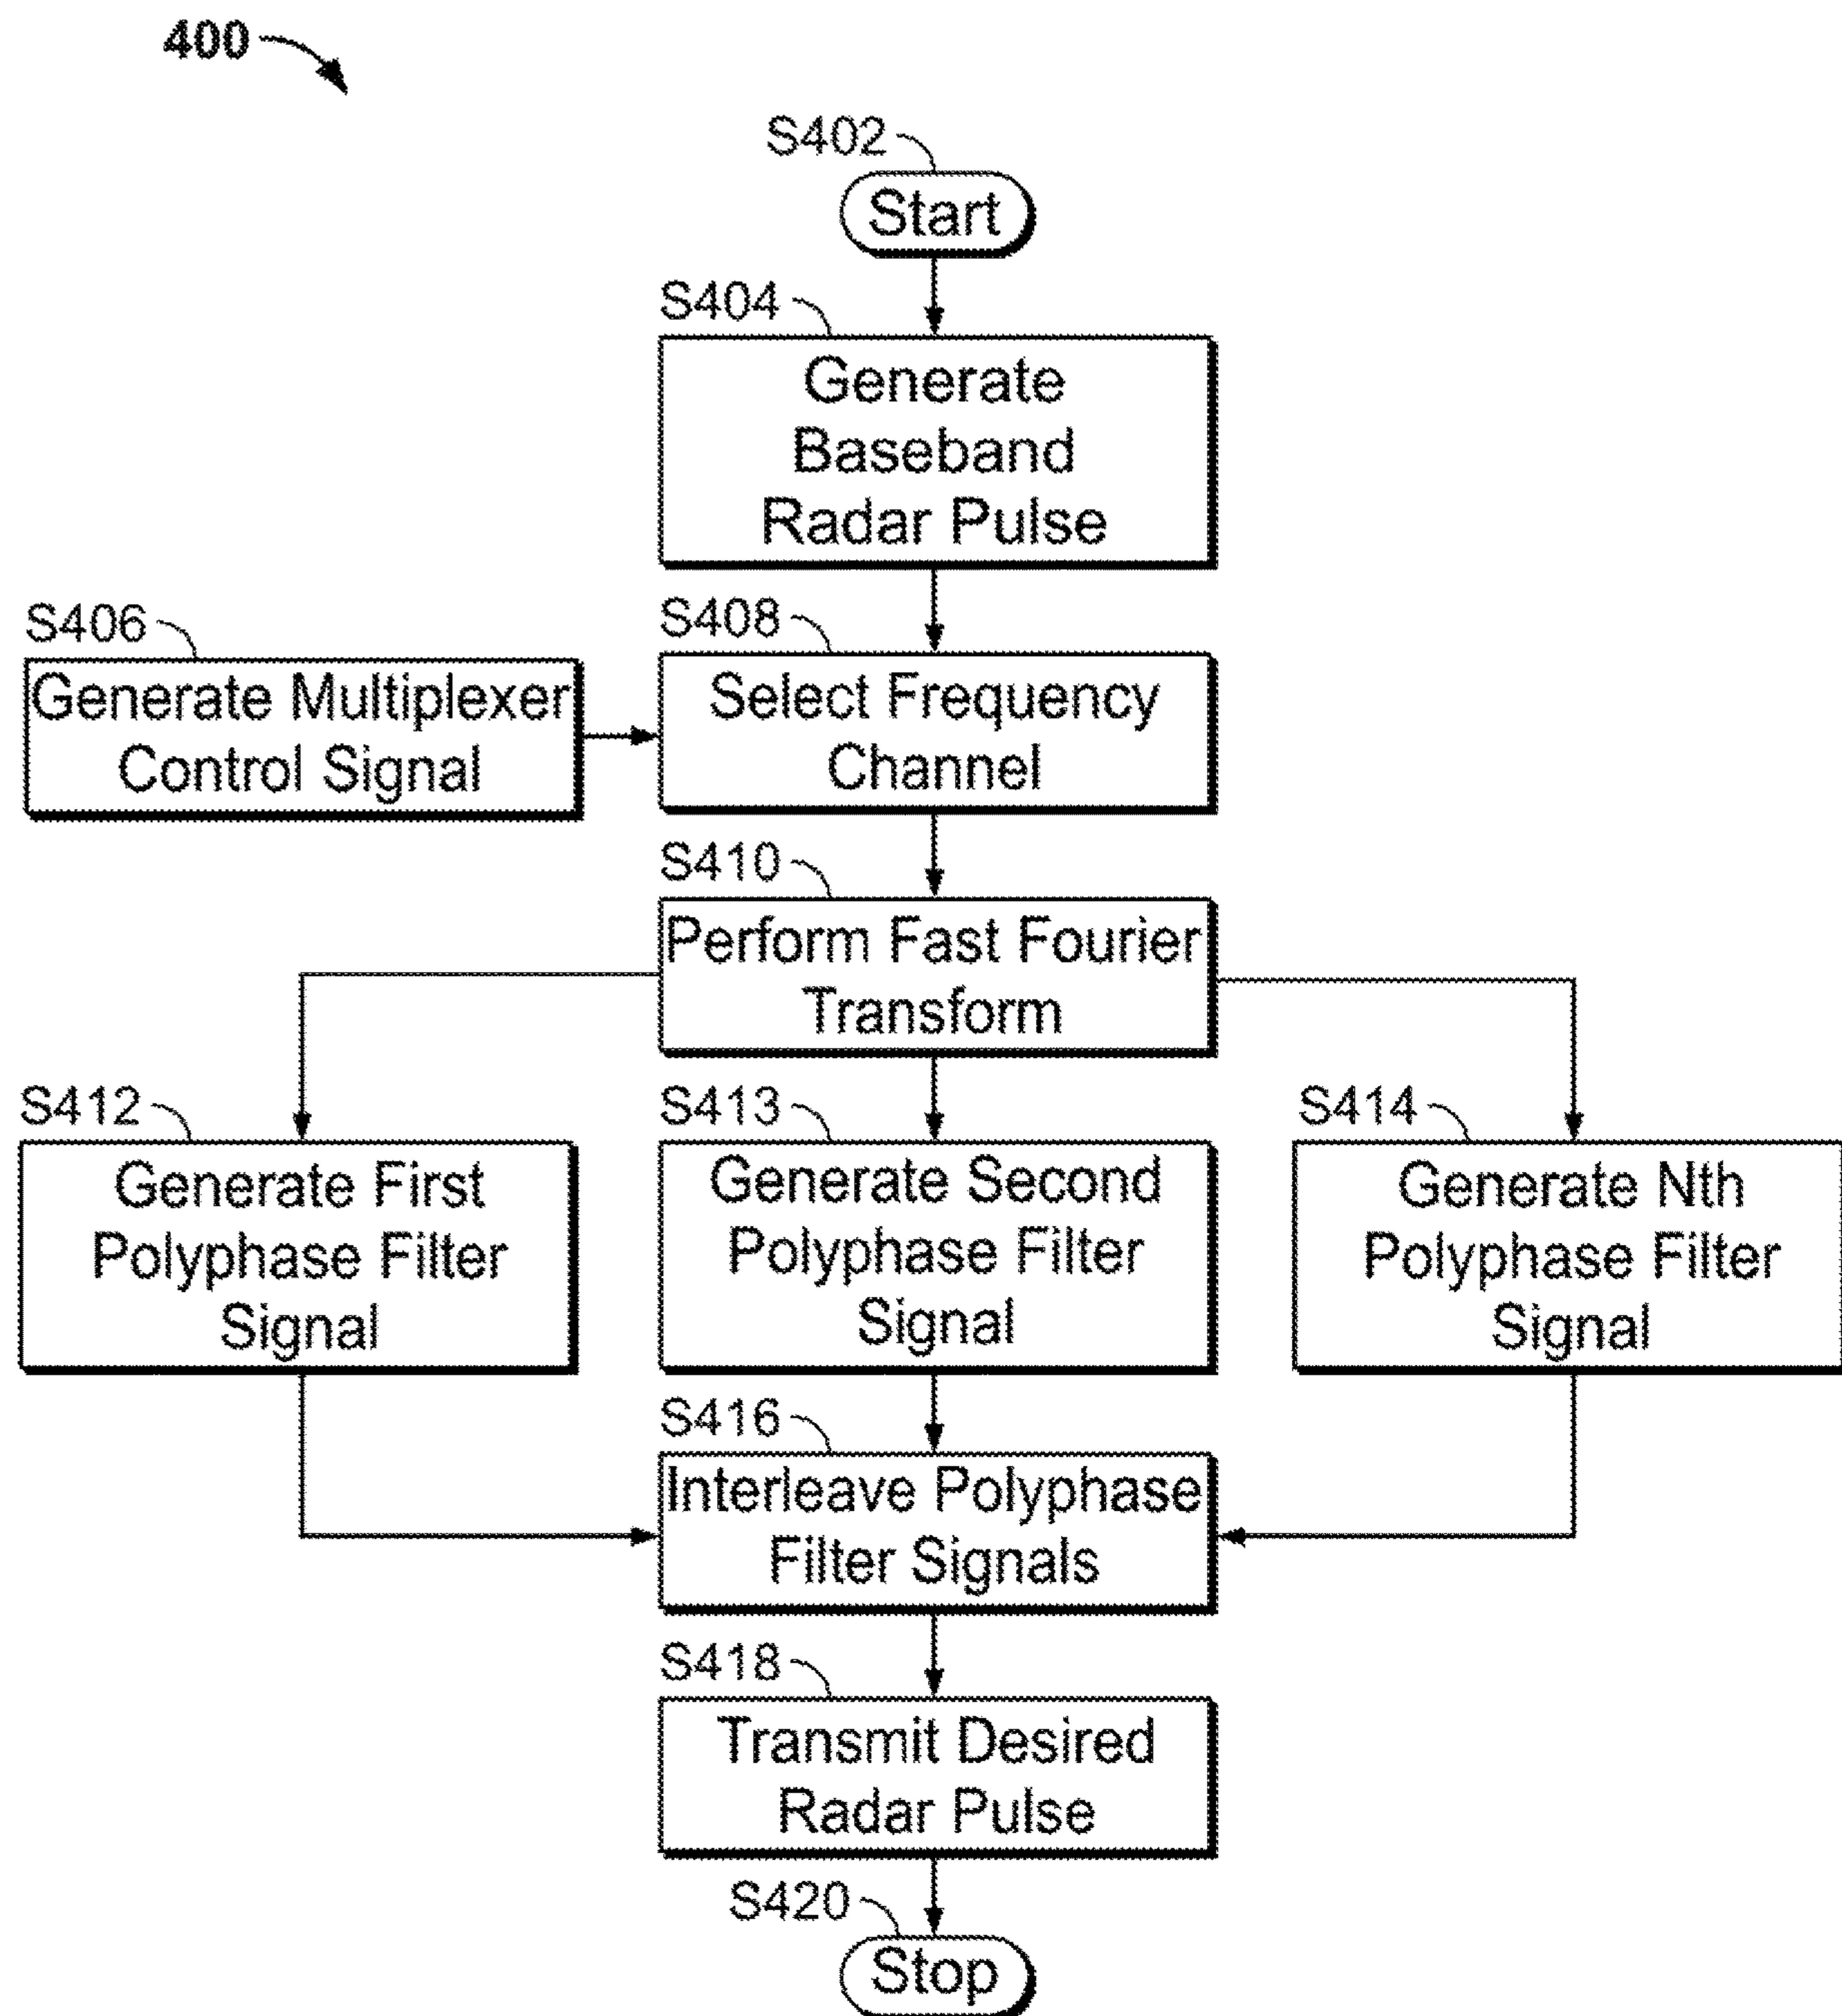 400
S402
Start
S404
Generate
Baseband
Radar Pulse
S406
Generate Multiplexer
Control Signal
S408
Select Frequency
Channel
S410
Perform Fast Fourier
Transform
S412
Generate First
Polyphase Filter
Signal
S413
Generate Second
Polyphase Filter
Signal
S414
Generate Nth
Polyphase Filter
Signal
S416
Interleave Polyphase
Filter Signals
S418
Transmit Desired
Radar Pulse
S420
Stop